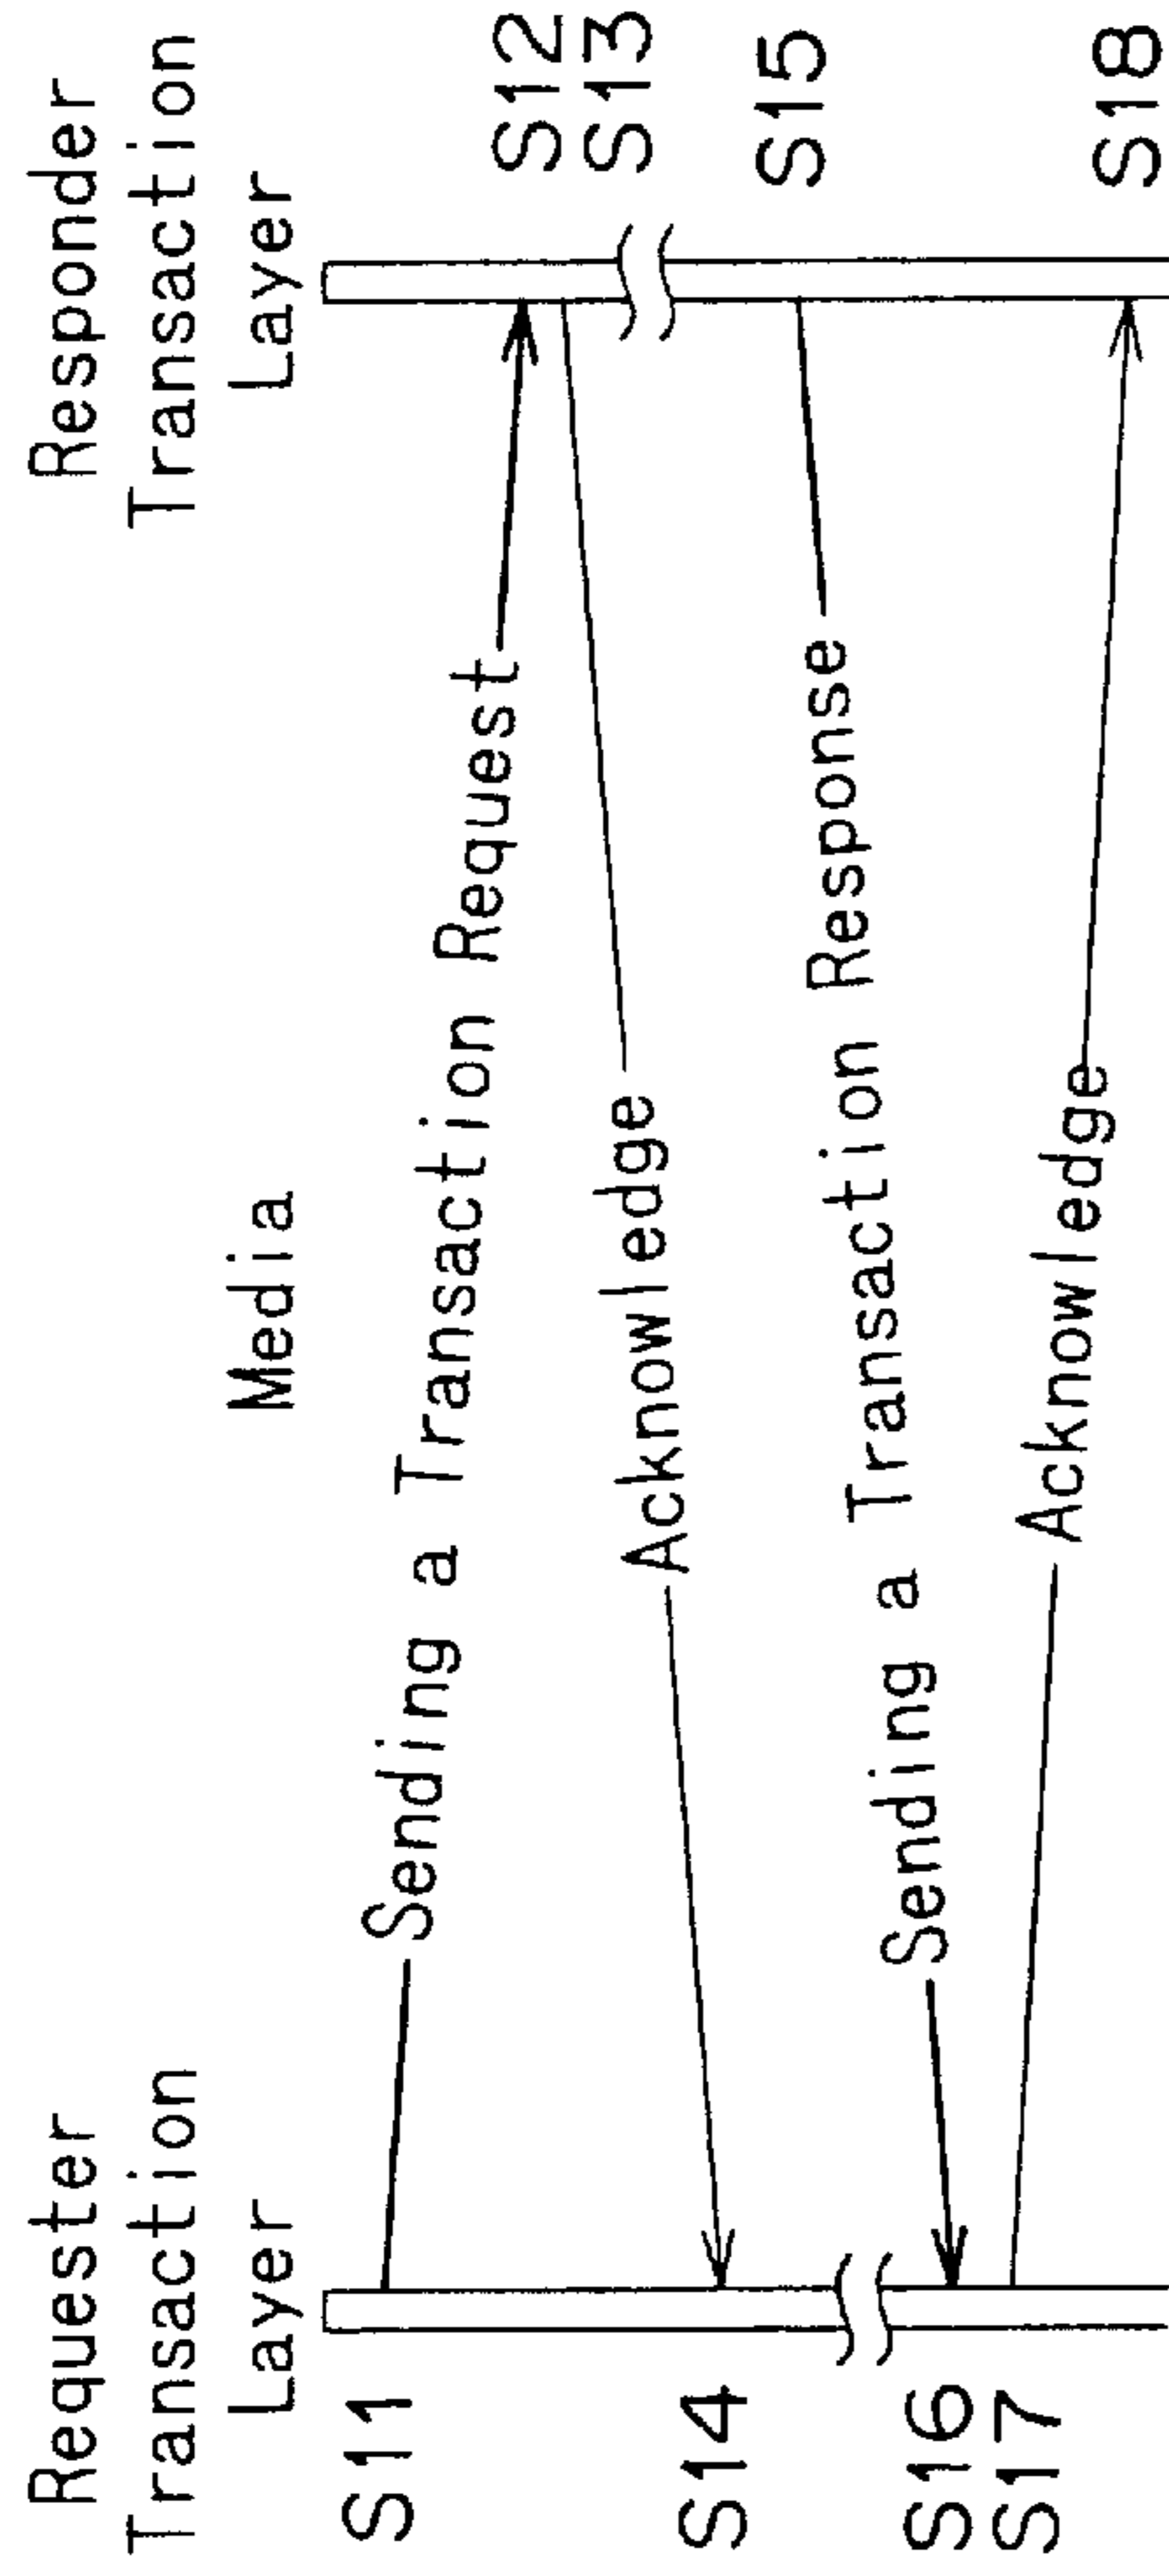 Requester
Transaction
Layer
Media
Responder
Transaction
Layer
S11
Sending a Transaction Request
S12
S13
Acknowledge
S14
S15
Sending a Transaction Response
S16
S17
Acknowledge
S18